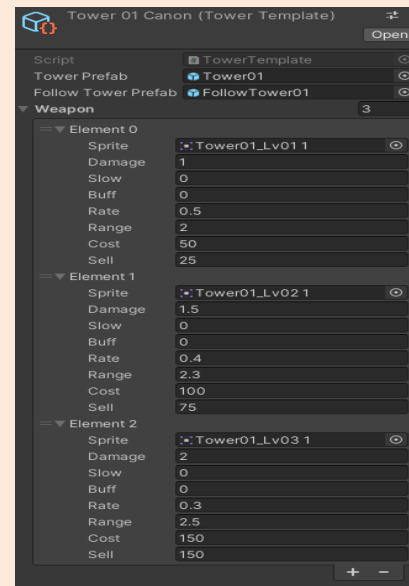 Tower 01 Canon (Tower Template)
Open
Script TowerTemplate
Tower Prefab Tower01
Follow Tower Prefab FollowTower01
Weapon 3
Element 0
Sprite Tower01_Lv01 1
Damage 1
Slow 0
Buff 0
Rate 0.5
Range 2
Cost 50
Sell 25
Element 1
Sprite Tower01_Lv02 1
Damage 1.5
Slow 0
Buff 0
Rate 0.4
Range 2.3
Cost 100
Sell 75
Element 2
Sprite Tower01_Lv03 1
Damage 2
Slow 0
Buff 0
Rate 0.3
Range 2.5
Cost 150
Sell 150
+ −